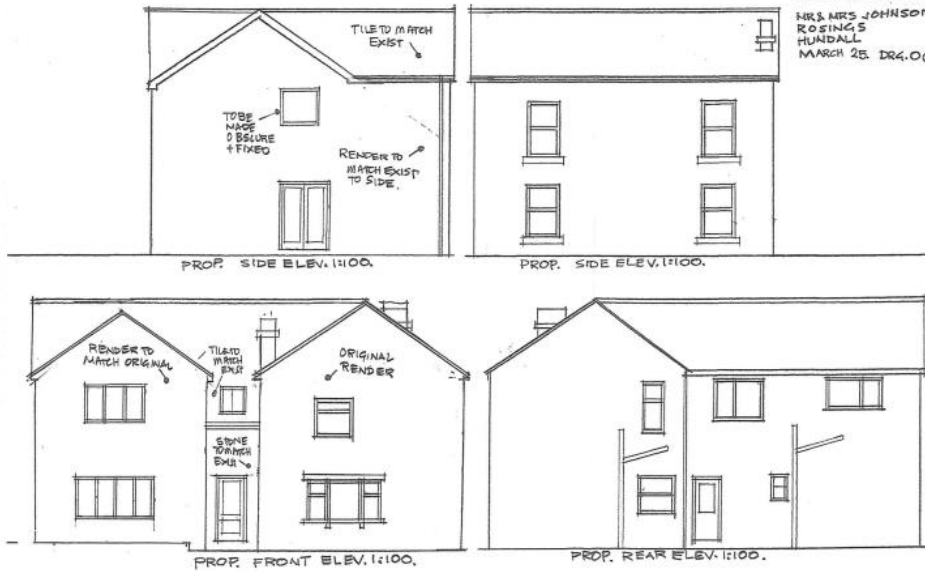 MR & MRS JOHNSON
ROSINGS
HUNDALL
MARCH 25. DRG.
TILE TO MATCH
EXIST
TO BE
MADE
OBSLURE
+ FIXED
RENDER TO
MATCH EXIST
TO SIDE.
PROP. SIDE ELEV. 1:100.
PROP. SIDE ELEV. 1:100.
RENDER TO
MATCH ORIGINAL
TILE TO
MATCH
EXIST
ORIGINAL
RENDER
STONE
TO MATCH
EXIST
PROP. FRONT ELEV. 1:100.
PROP. REAR ELEV. 1:100.